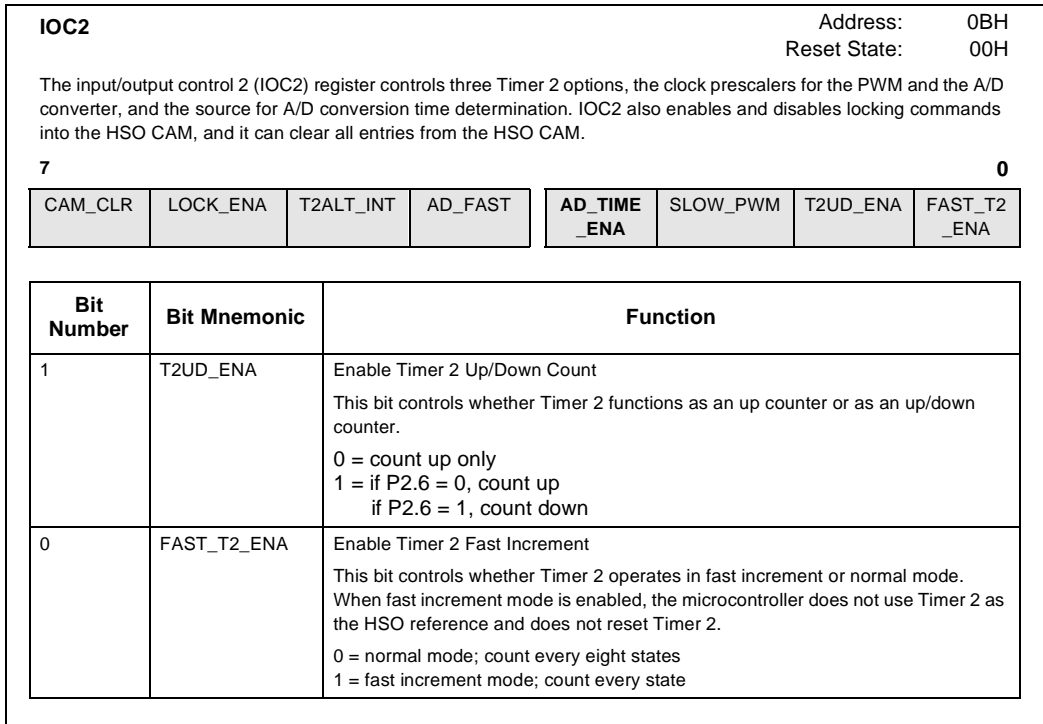 IOC2
Address: 0BH
Reset State: 00H
The input/output control 2 (IOC2) register controls three Timer 2 options, the clock prescalers for the PWM and the A/D
converter, and the source for A/D conversion time determination. IOC2 also enables and disables locking commands
into the HSO CAM, and it can clear all entries from the HSO CAM.
7 0
CAM_CLR LOCK_ENA T2ALT_INT AD_FAST AD_TIME SLOW_PWM T2UD_ENA FAST_T2
_ENA _ENA
Bit
Number
Bit Mnemonic
Function
1
T2UD_ENA
Enable Timer 2 Up/Down Count
This bit controls whether Timer 2 functions as an up counter or as an up/down
counter.
0 = count up only
1 = if P2.6 = 0, count up
if P2.6 = 1, count down
0
FAST_T2_ENA
Enable Timer 2 Fast Increment
This bit controls whether Timer 2 operates in fast increment or normal mode.
When fast increment mode is enabled, the microcontroller does not use Timer 2 as
the HSO reference and does not reset Timer 2.
0 = normal mode; count every eight states
1 = fast increment mode; count every state